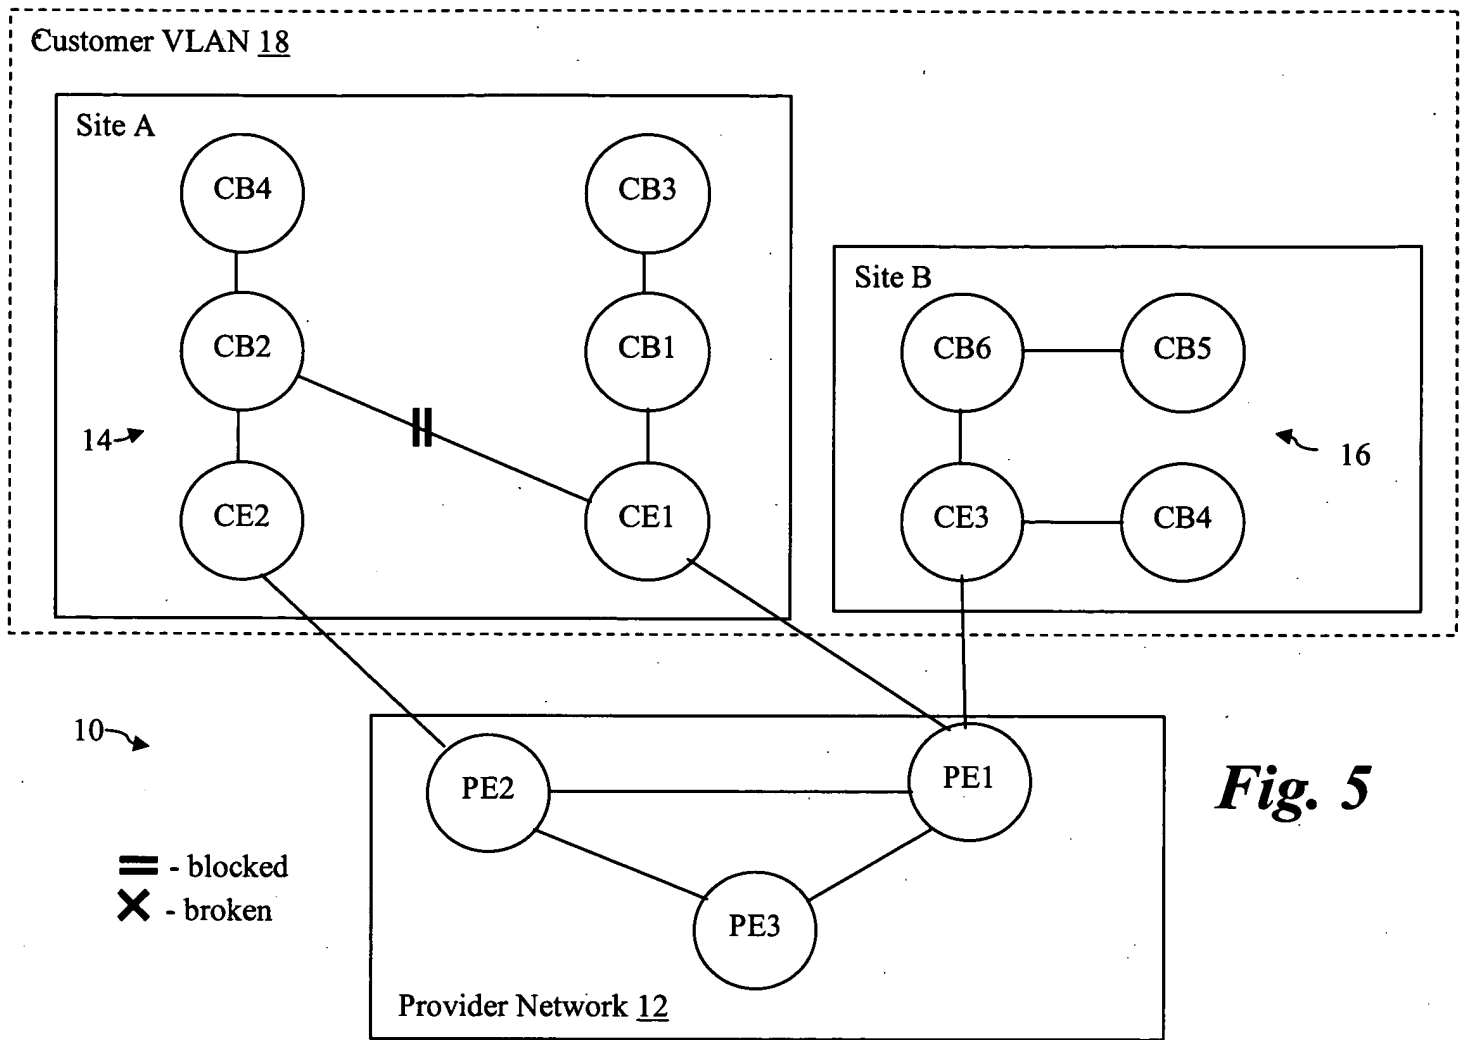 Customer VLAN 18
Site A
CB4
CB3
Site B
CB2
CB1
CB6
CB5
14
16
CE2
CE1
CE3
CB4
10
PE2
PE1
Fig. 5
= - blocked
X - broken
PE3
Provider Network 12